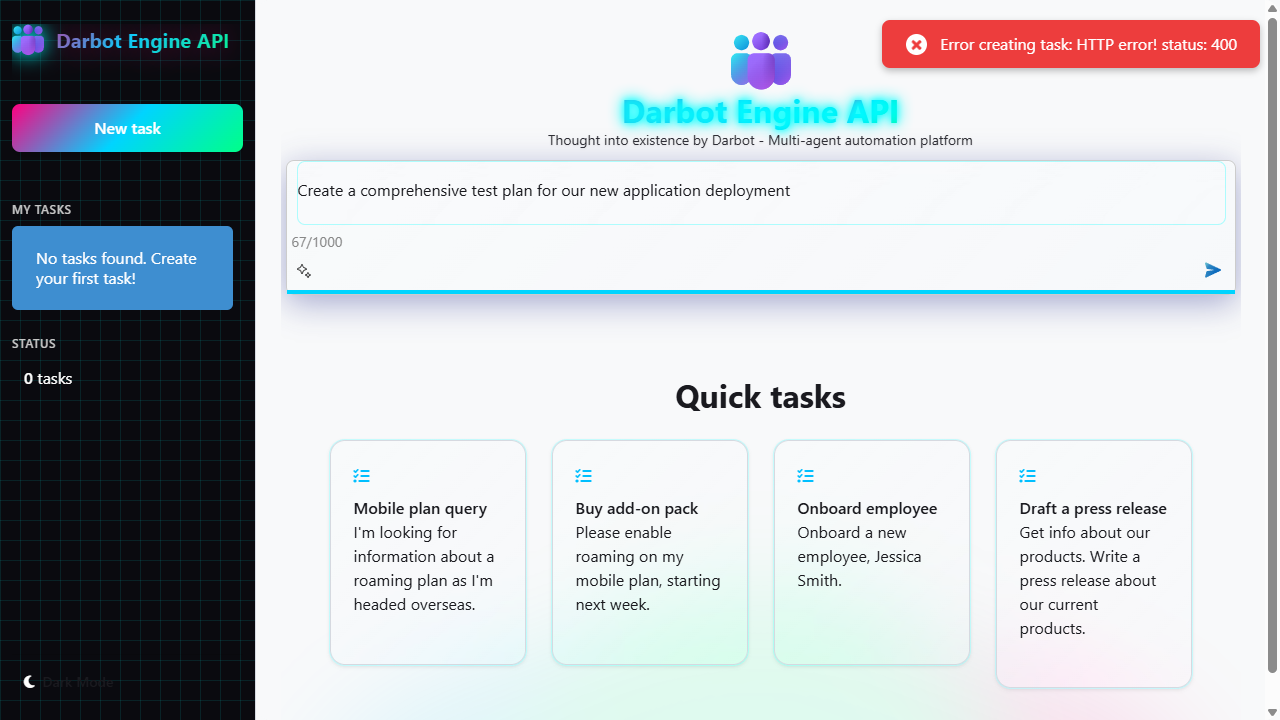 Darbot Engine API
New task
MY TASKS
No tasks found. Create
your first task!
STATUS
0 tasks
Dark Mode
Error creating task: HTTP error! status: 400
Darbot Engine API
Thought into existence by Darbot - Multi-agent automation platform
Create a comprehensive test plan for our new application deployment
67/1000
Quick tasks
Mobile plan query
I'm looking for
information about a
roaming plan as I'm
headed overseas.
Buy add-on pack
Please enable
roaming on my
mobile plan, starting
next week.
Onboard employee
Onboard a new
employee, Jessica
Smith.
Draft a press release
Get info about our
products. Write a
press release about
our current
products.